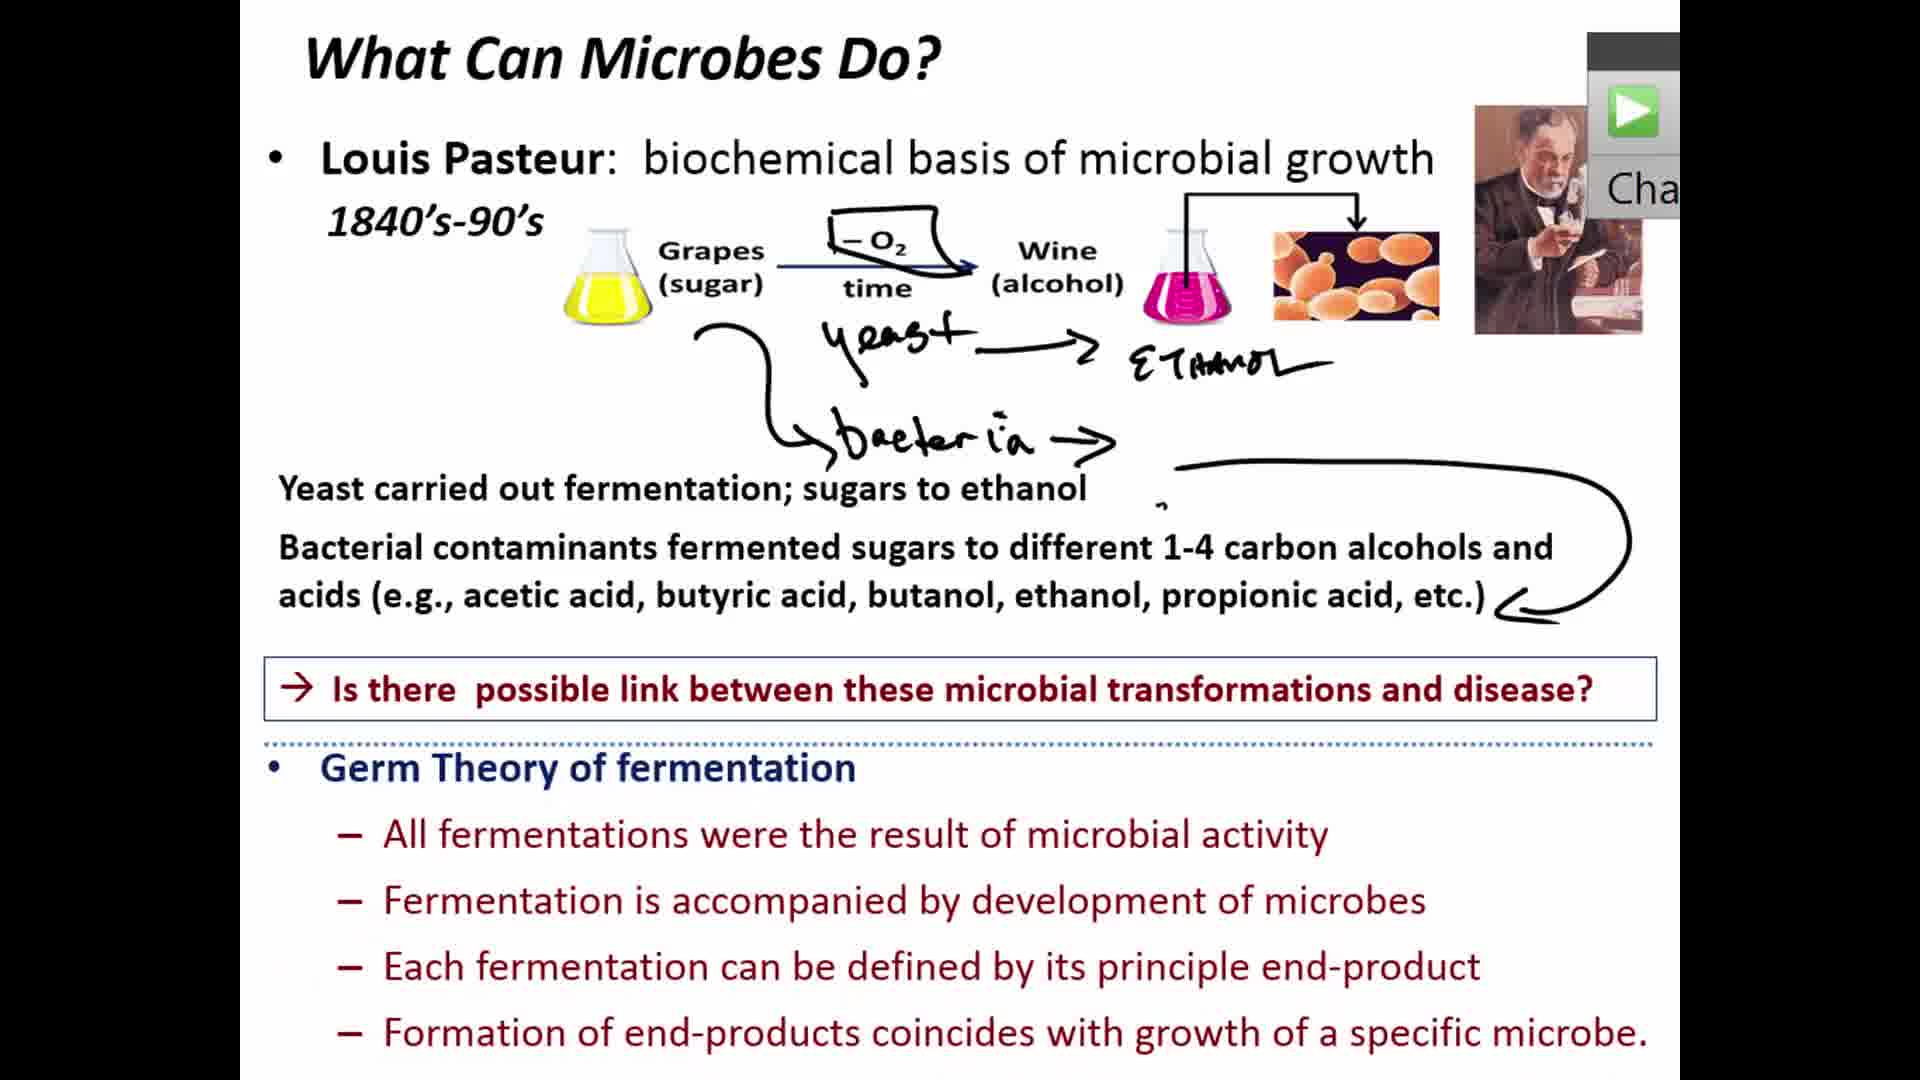 What Can Microbes Do?
• Louis Pasteur: biochemical basis of microbial growth
1840’s-90’s
Cha
– O₂
Grapes
(sugar)
time
Wine
(alcohol)
yeast → ETHANOL
bacteria →
Yeast carried out fermentation; sugars to ethanol
Bacterial contaminants fermented sugars to different 1-4 carbon alcohols and
acids (e.g., acetic acid, butyric acid, butanol, ethanol, propionic acid, etc.)
→ Is there possible link between these microbial transformations and disease?
• Germ Theory of fermentation
– All fermentations were the result of microbial activity
– Fermentation is accompanied by development of microbes
– Each fermentation can be defined by its principle end-product
– Formation of end-products coincides with growth of a specific microbe.